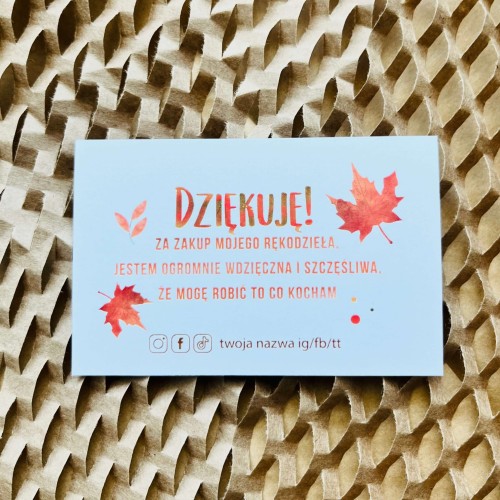 DZIĘKUJĘ!
ZA ZAKUP MOJEGO RĘKODZIEŁA,
JESTEM OGROMNIE WDZIĘCZNA I SZCZĘŚLIWA,
ŻE MOGĘ ROBIĆ TO CO KOCHAM
twoja nazwa ig/fb/tt